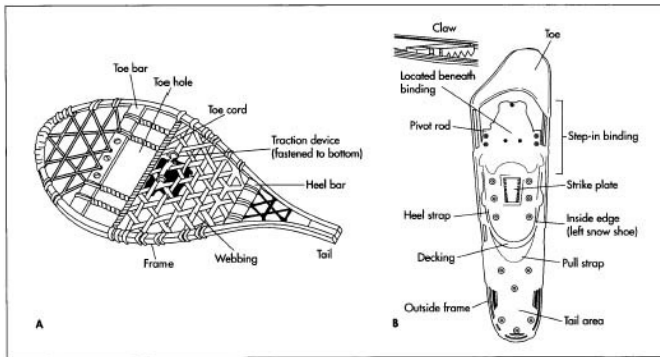 Toe bar
Toe hole
Toe cord
Traction device
(fastened to bottom)
Heel bar
Tail
Webbing
Frame
A
Claw
Toe
Located beneath
binding
Pivot rod
Step-in binding
Strike plate
Heel strap
Inside edge
(left snow shoe)
Decking
Pull strap
Outside frame
Tail area
B